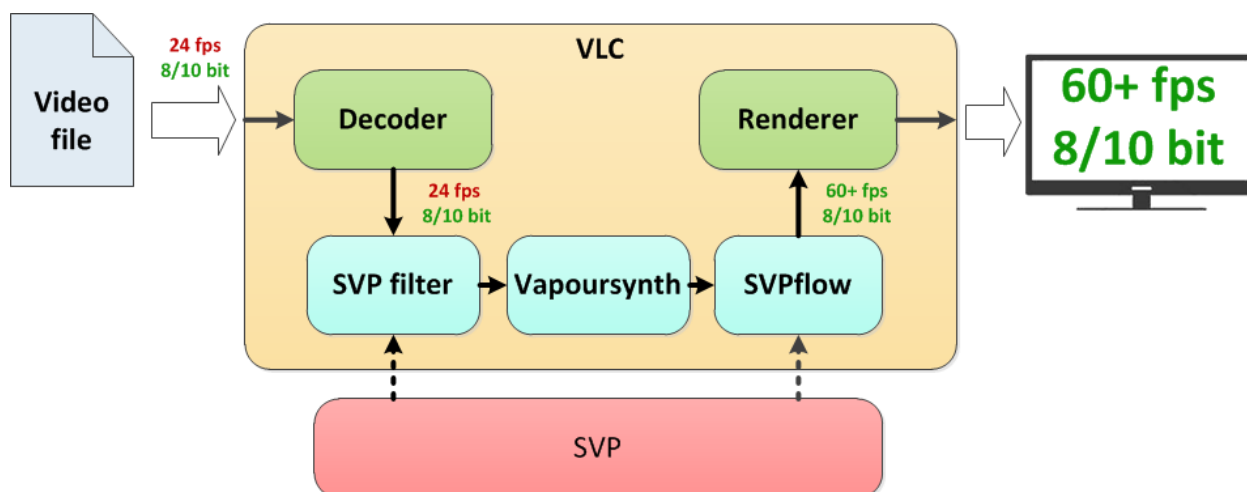 Video
file
24 fps
8/10 bit
VLC
Decoder
Renderer
24 fps
8/10 bit
60+ fps
8/10 bit
SVP filter
Vapoursynth
SVPflow
SVP
60+ fps
8/10 bit